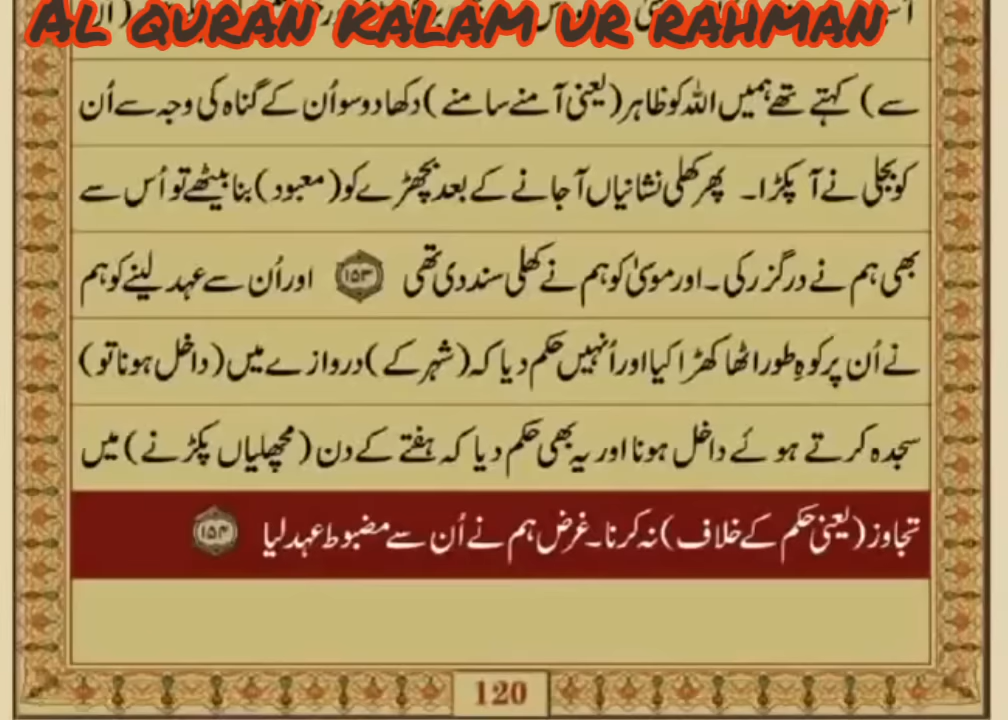 AL QURAN KALAM UR RAHMAN
سے) کہتے تھے ہمیں اللہ کو ظاہر (یعنی آمنے سامنے) دکھا دو سو اُن کے گناہ کی وجہ سے اُن
کو بجلی نے آ پکڑا۔ پھر کھلی نشانیاں آ جانے کے بعد بچھڑے کو (معبود) بنا بیٹھے تو اُس سے
بھی ہم نے درگزر کی۔ اور موسیٰ کو ہم نے کھلی سند دی تھی ۱۵۳ اور اُن سے عہد لینے کو ہم
نے اُن پر کوہِ طور اٹھا کھڑا کیا اور اُنہیں حکم دیا کہ (شہر کے) دروازے میں (داخل ہونا تو)
سجدہ کرتے ہوئے داخل ہونا اور یہ بھی حکم دیا کہ ہفتے کے دن (مچھلیاں پکڑنے) میں
تجاوز (یعنی حکم کے خلاف) نہ کرنا۔ غرض ہم نے اُن سے مضبوط عہد لیا ۱۵۴
120